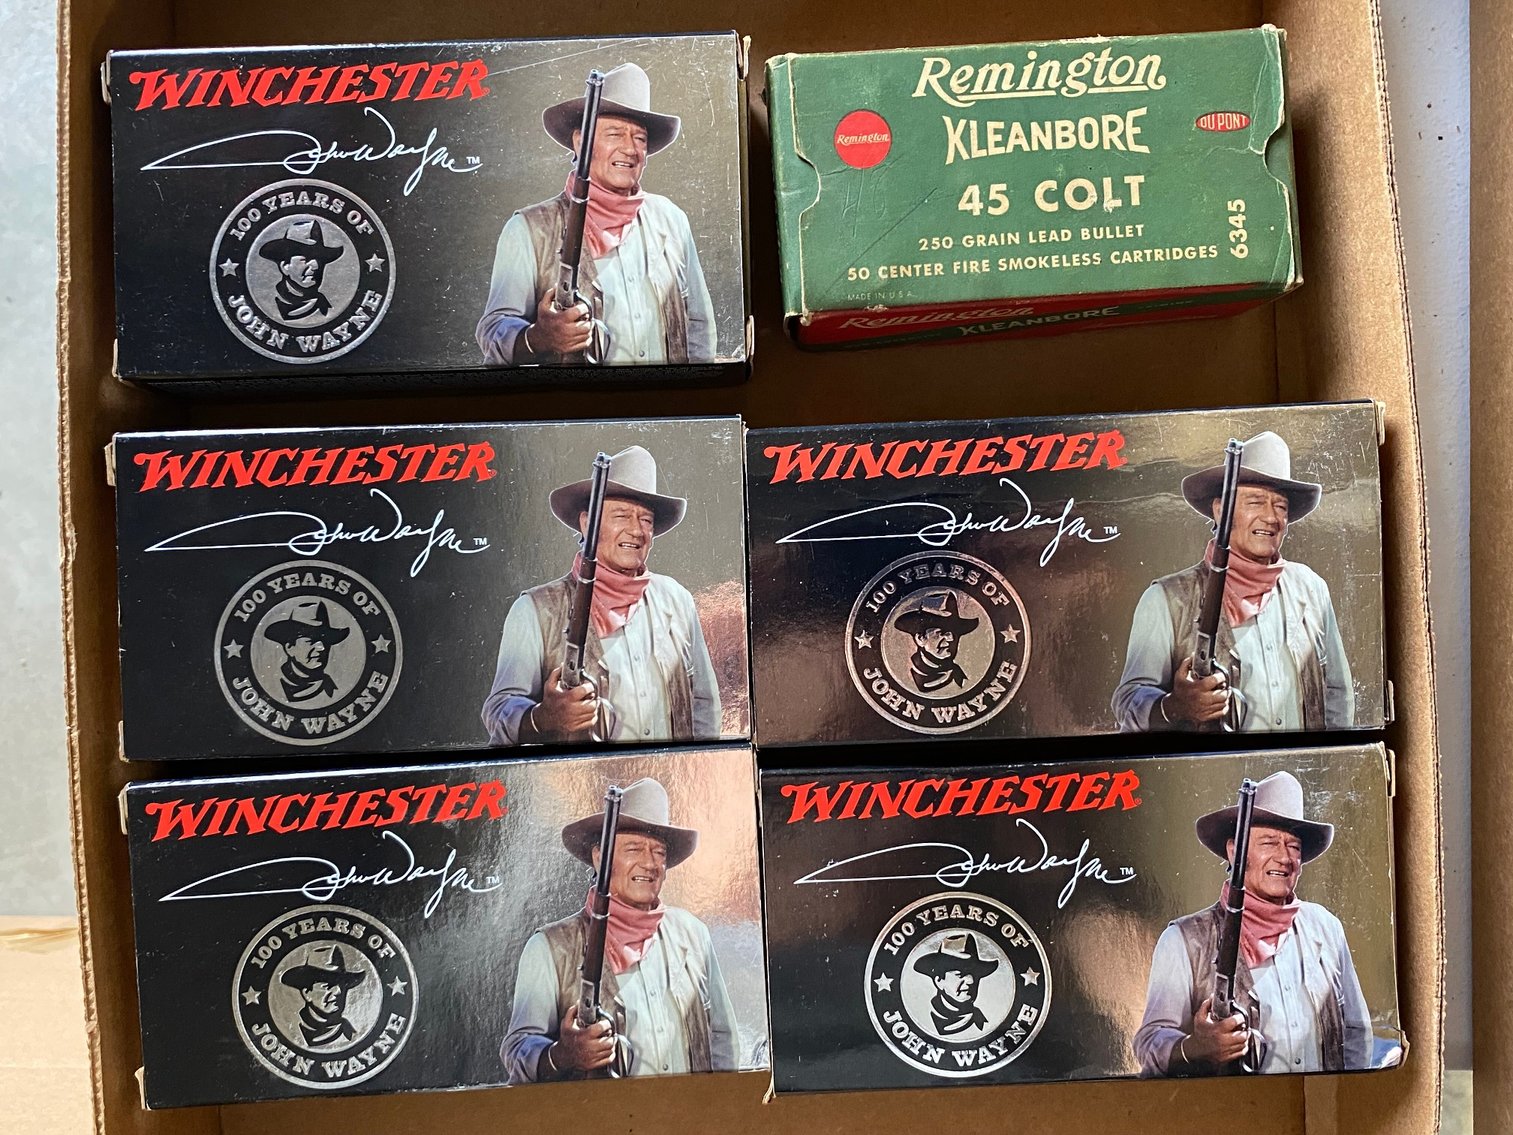 WINCHESTER
John Wayne™
100 YEARS OF
JOHN WAYNE
Remington
KLEANBORE
Remington
DU PONT
45 COLT
250 GRAIN LEAD BULLET
50 CENTER FIRE SMOKELESS CARTRIDGES
6345
MADE IN U.S.A.
Remington
KLEANBORE
WINCHESTER
John Wayne™
100 YEARS OF
JOHN WAYNE
WINCHESTER
John Wayne™
100 YEARS OF
JOHN WAYNE
WINCHESTER
John Wayne™
100 YEARS OF
JOHN WAYNE
WINCHESTER
John Wayne™
100 YEARS OF
JOHN WAYNE